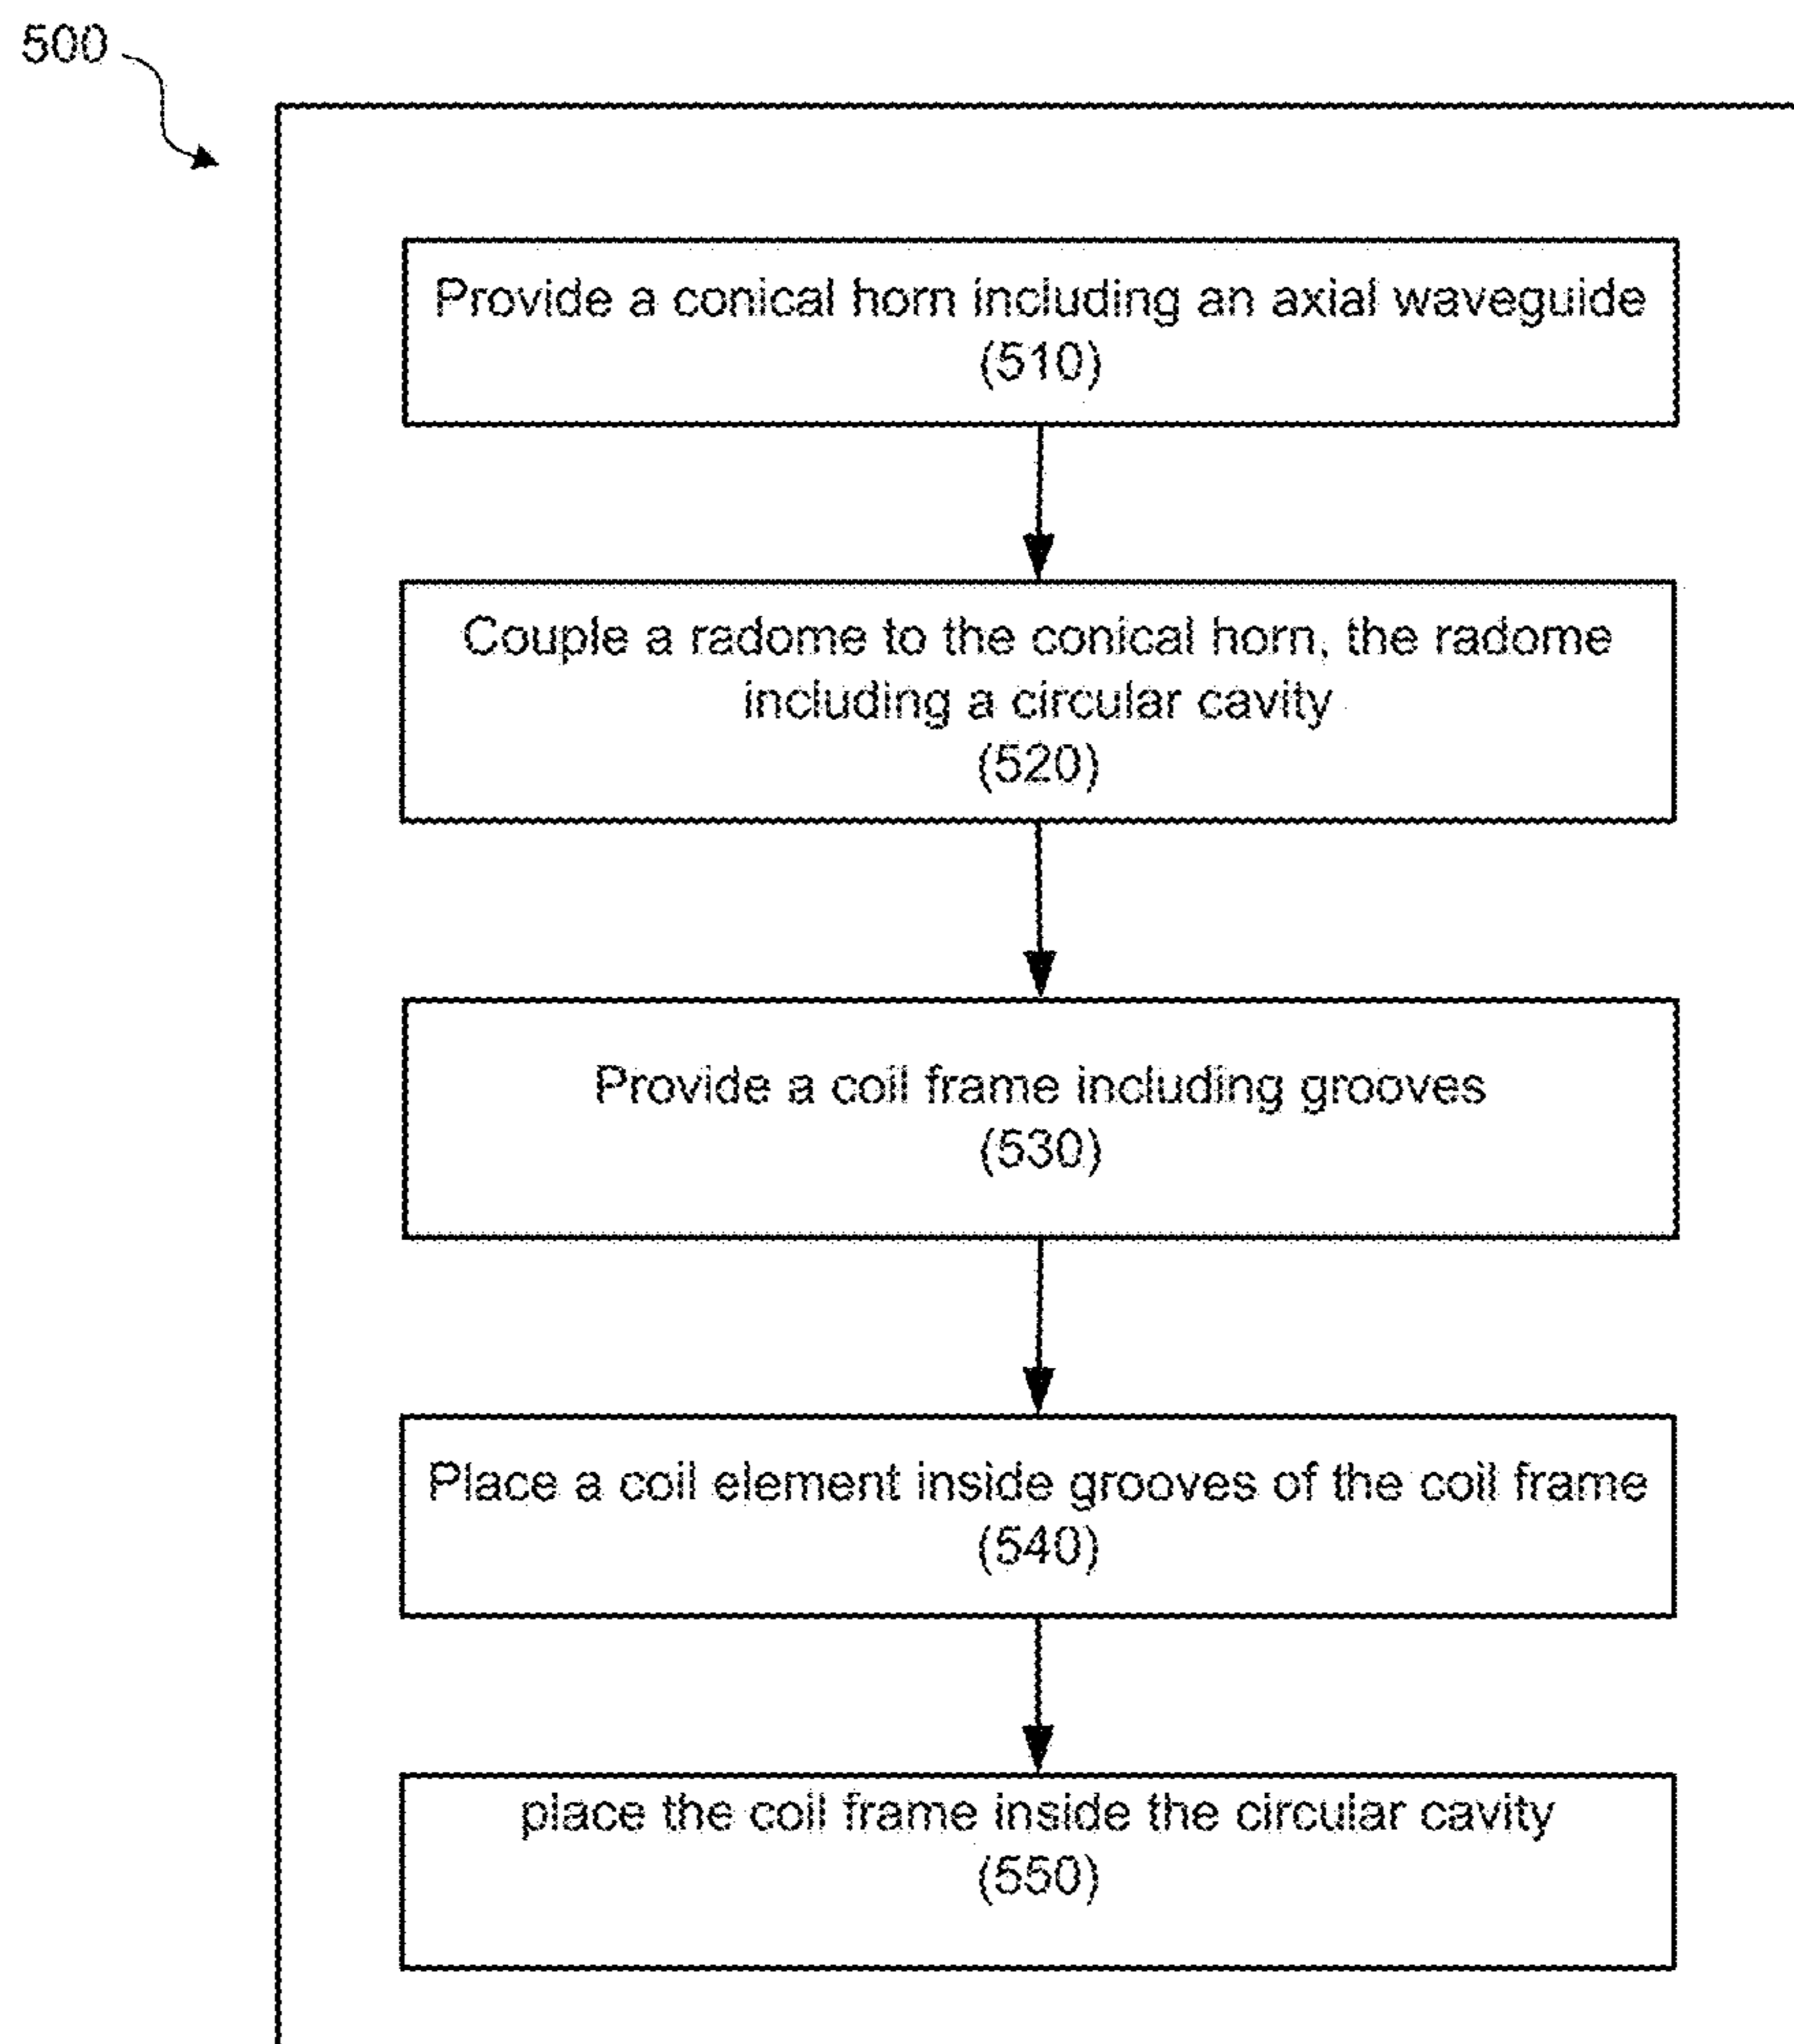 500
Provide a conical horn including an axial waveguide
(510)
Couple a radome to the conical horn, the radome
including a circular cavity
(520)
Provide a coil frame including grooves
(530)
Place a coil element inside grooves of the coil frame
(540)
place the coil frame inside the circular cavity
(550)